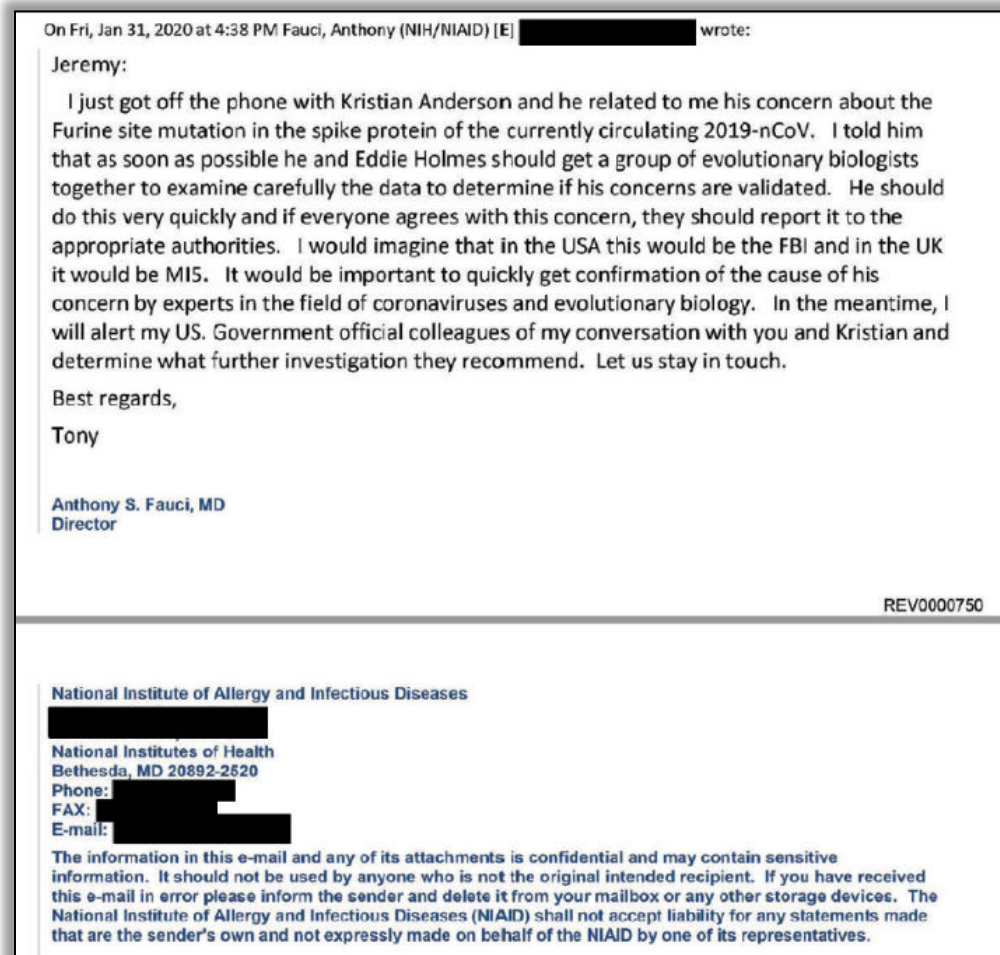 On Fri, Jan 31, 2020 at 4:38 PM Fauci, Anthony (NIH/NIAID) [E] wrote:
Jeremy:
I just got off the phone with Kristian Anderson and he related to me his concern about the
Furine site mutation in the spike protein of the currently circulating 2019-nCoV. I told him
that as soon as possible he and Eddie Holmes should get a group of evolutionary biologists
together to examine carefully the data to determine if his concerns are validated. He should
do this very quickly and if everyone agrees with this concern, they should report it to the
appropriate authorities. I would imagine that in the USA this would be the FBI and in the UK
it would be MI5. It would be important to quickly get confirmation of the cause of his
concern by experts in the field of coronaviruses and evolutionary biology. In the meantime, I
will alert my US. Government official colleagues of my conversation with you and Kristian and
determine what further investigation they recommend. Let us stay in touch.
Best regards,
Tony
Anthony S. Fauci, MD
Director
REV0000750
National Institute of Allergy and Infectious Diseases
National Institutes of Health
Bethesda, MD 20892-2520
Phone:
FAX:
E-mail:
The information in this e-mail and any of its attachments is confidential and may contain sensitive
information. It should not be used by anyone who is not the original intended recipient. If you have received
this e-mail in error please inform the sender and delete it from your mailbox or any other storage devices. The
National Institute of Allergy and Infectious Diseases (NIAID) shall not accept liability for any statements made
that are the sender's own and not expressly made on behalf of the NIAID by one of its representatives.